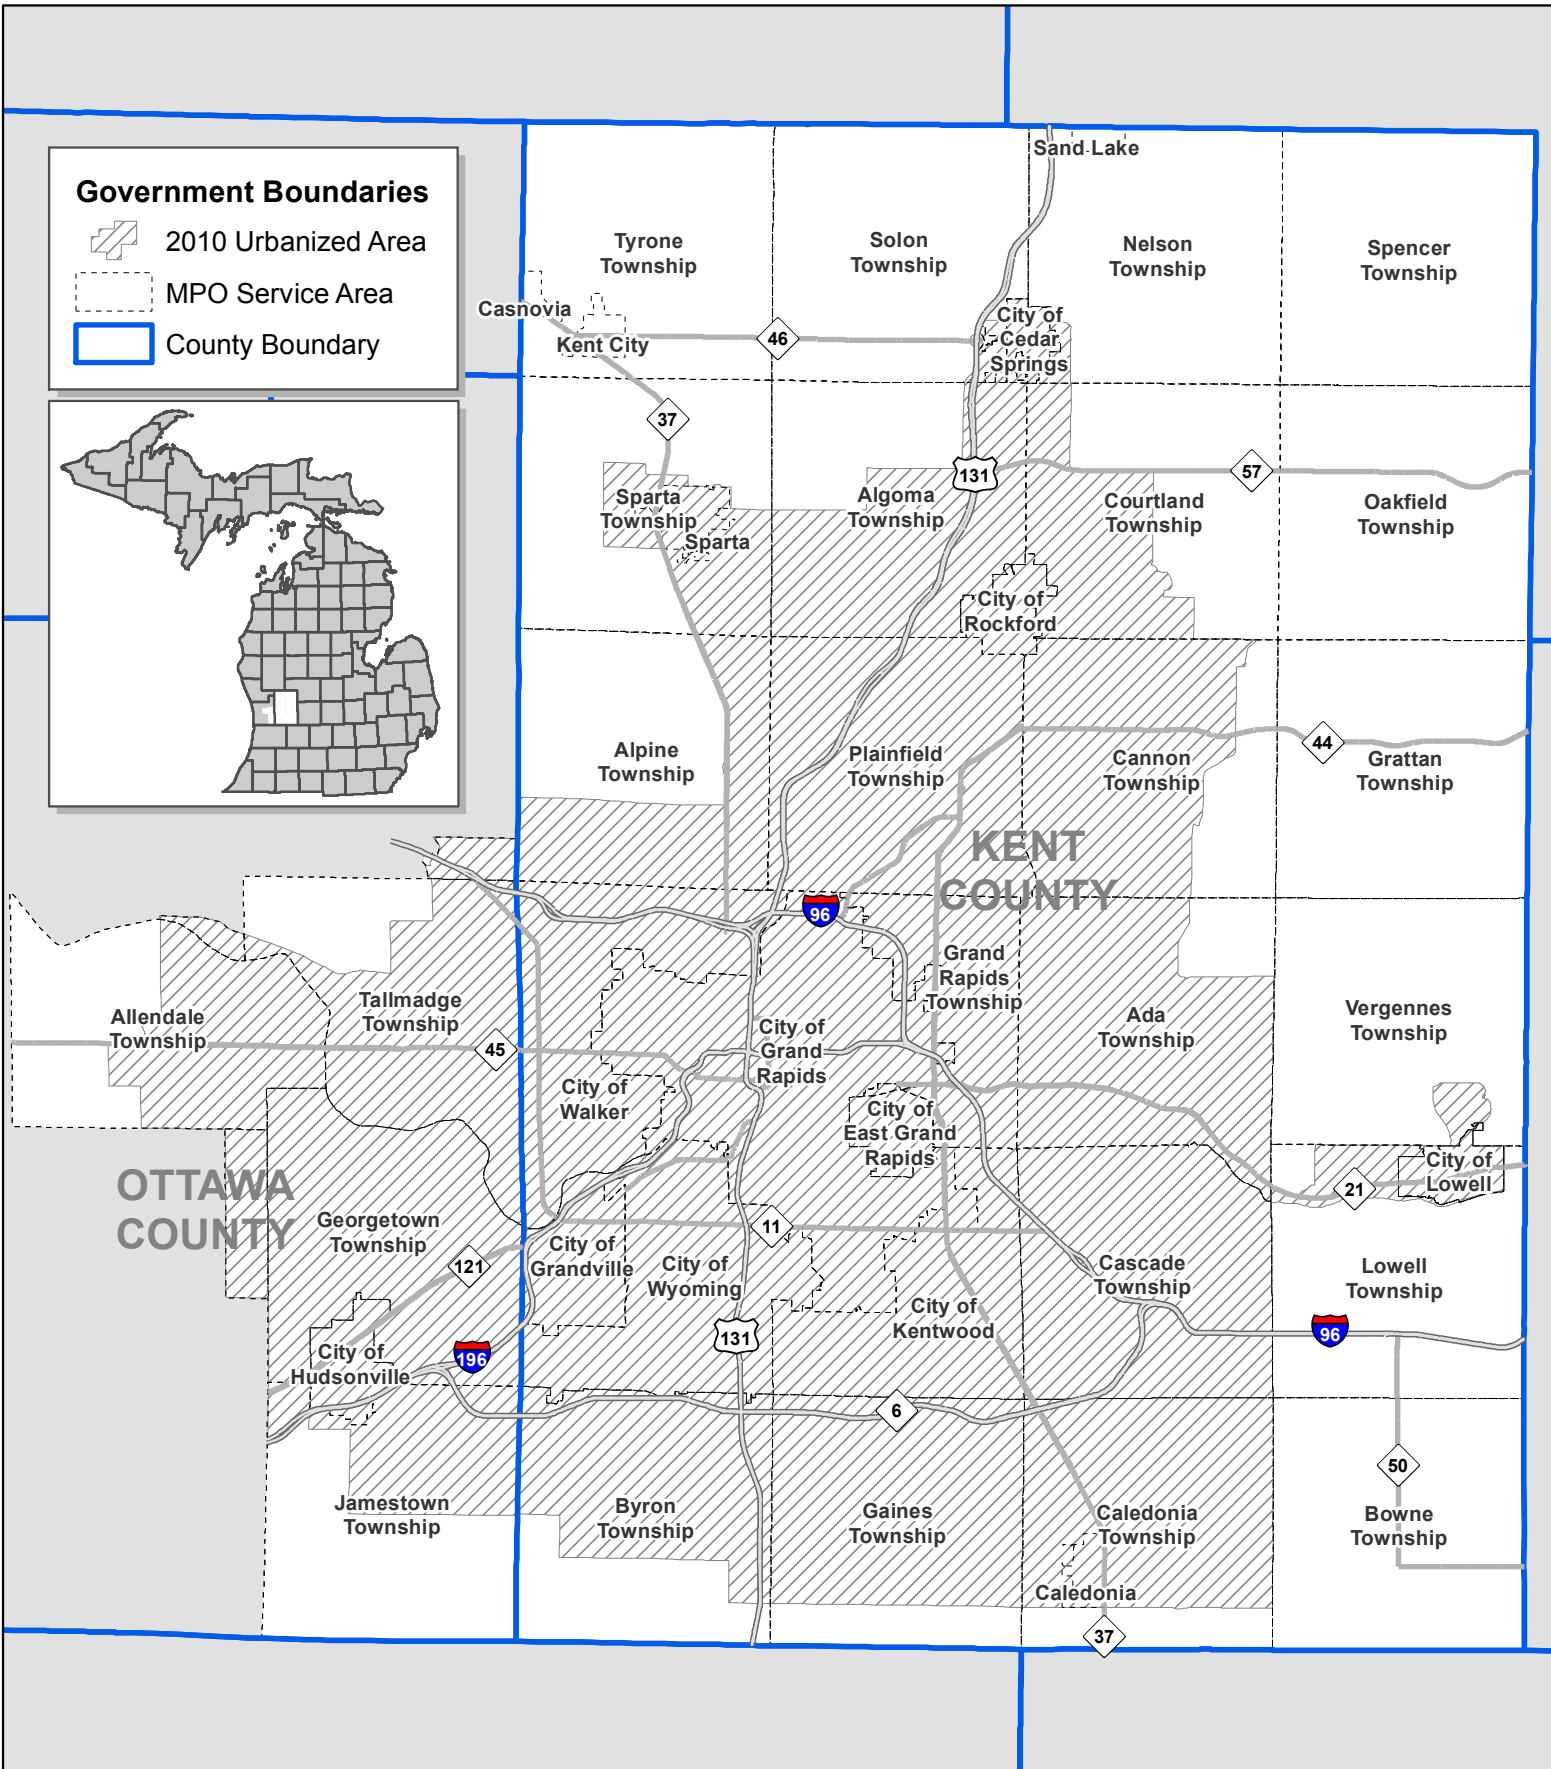 Government Boundaries
2010 Urbanized Area
MPO Service Area
County Boundary
Sand Lake
Tyrone
Township
Solon
Township
Nelson
Township
Spencer
Township
Casnovia
Kent City
46
City of
Cedar
Springs
37
131
57
Sparta
Township
Sparta
Algoma
Township
Courtland
Township
Oakfield
Township
City of
Rockford
Alpine
Township
Plainfield
Township
Cannon
Township
44
Grattan
Township
KENT
COUNTY
96
Grand
Rapids
Township
Allendale
Township
Tallmadge
Township
45
City of
Grand
Rapids
Ada
Township
Vergennes
Township
City of
Walker
City of
East Grand
Rapids
City of
Lowell
21
OTTAWA
COUNTY
Georgetown
Township
121
City of
Grandville
City of
Wyoming
11
Cascade
Township
Lowell
Township
City of
Kentwood
131
96
196
City of
Hudsonville
6
50
Jamestown
Township
Byron
Township
Gaines
Township
Caledonia
Township
Bowne
Township
Caledonia
37